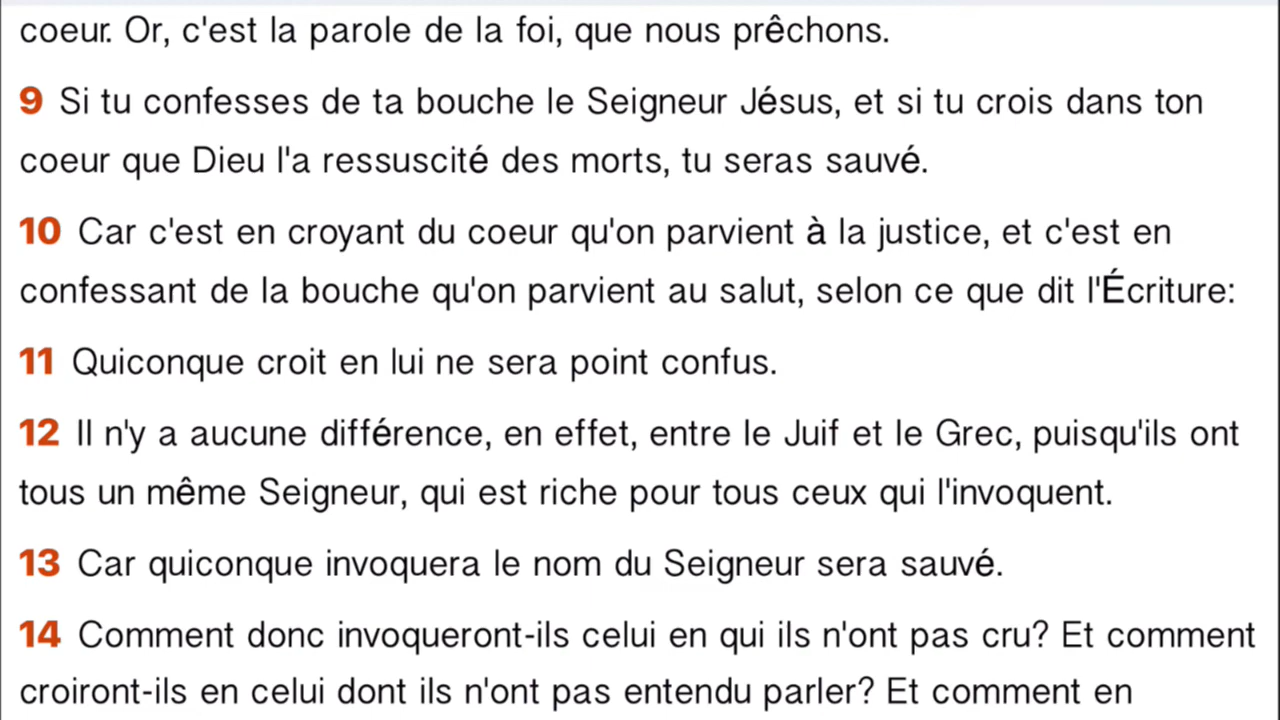 coeur. Or, c'est la parole de la foi, que nous prêchons.
9 Si tu confesses de ta bouche le Seigneur Jésus, et si tu crois dans ton
coeur que Dieu l'a ressuscité des morts, tu seras sauvé.
10 Car c'est en croyant du coeur qu'on parvient à la justice, et c'est en
confessant de la bouche qu'on parvient au salut, selon ce que dit l'Écriture:
11 Quiconque croit en lui ne sera point confus.
12 Il n'y a aucune différence, en effet, entre le Juif et le Grec, puisqu'ils ont
tous un même Seigneur, qui est riche pour tous ceux qui l'invoquent.
13 Car quiconque invoquera le nom du Seigneur sera sauvé.
14 Comment donc invoqueront-ils celui en qui ils n'ont pas cru? Et comment
croiront-ils en celui dont ils n'ont pas entendu parler? Et comment en